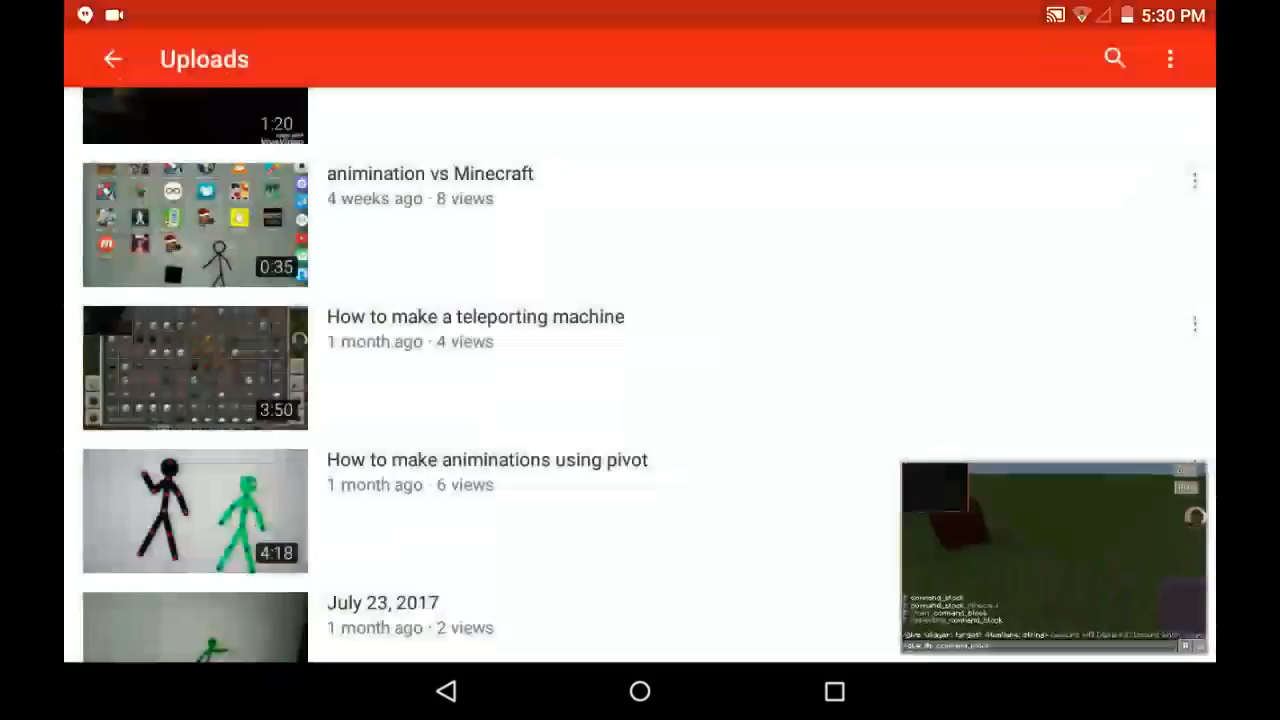 5:30 PM
Uploads
1:20
VivaVideo
animination vs Minecraft
4 weeks ago · 8 views
0:35
How to make a teleporting machine
1 month ago · 4 views
3:50
How to make animinations using pivot
1 month ago · 6 views
4:18
July 23, 2017
1 month ago · 2 views
command_block